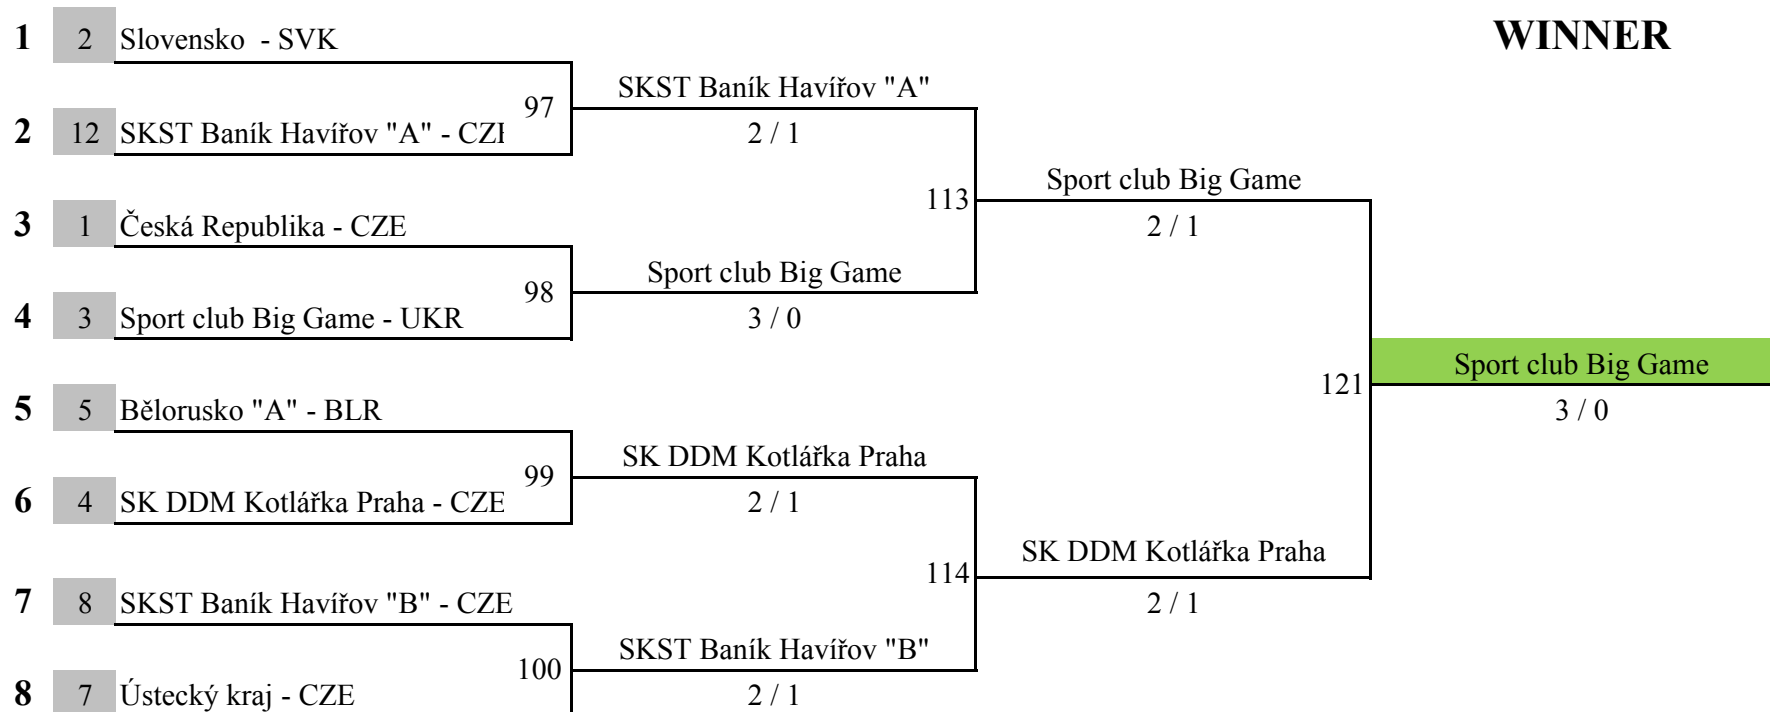 1 2 Slovensko - SVK WINNER
SKST Baník Havířov "A"
97
2 12 SKST Baník Havířov "A" - CZE 2 / 1
Sport club Big Game
113
3 1 Česká Republika - CZE 2 / 1
Sport club Big Game
98
4 3 Sport club Big Game - UKR 3 / 0
Sport club Big Game
121
5 5 Bělorusko "A" - BLR 3 / 0
SK DDM Kotlářka Praha
99
6 4 SK DDM Kotlářka Praha - CZE 2 / 1
SK DDM Kotlářka Praha
114
7 8 SKST Baník Havířov "B" - CZE 2 / 1
SKST Baník Havířov "B"
100
8 7 Ústecký kraj - CZE 2 / 1